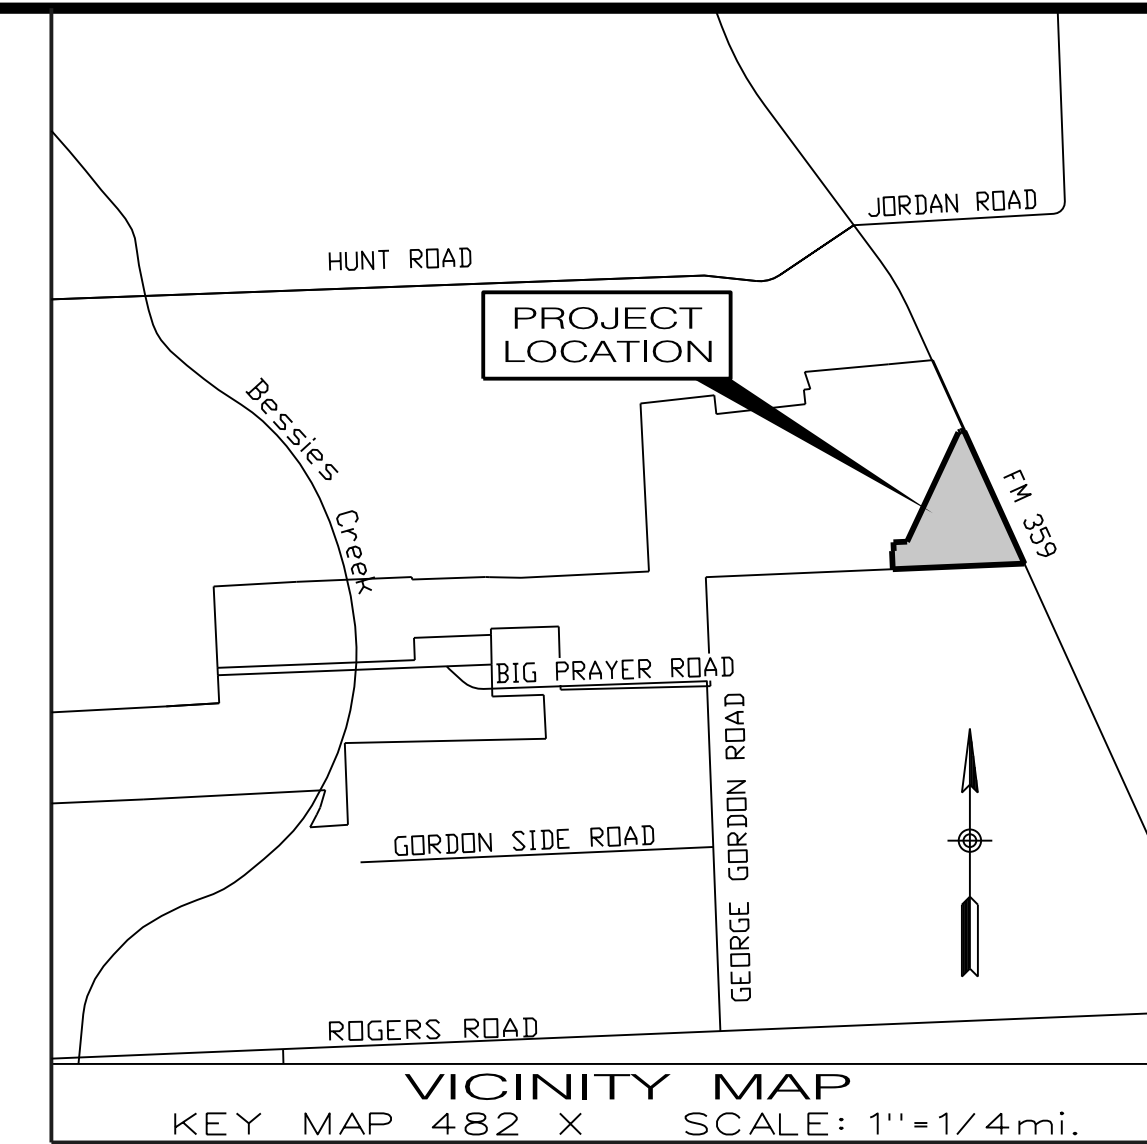 JORDAN ROAD
HUNT ROAD
PROJECT
LOCATION
Bessies Creek
FM 359
BIG PRAYER ROAD
GEORGE GORDON ROAD
GORDON SIDE ROAD
ROGERS ROAD
VICINITY MAP
KEY MAP 482 X SCALE: 1"=1/4mi.